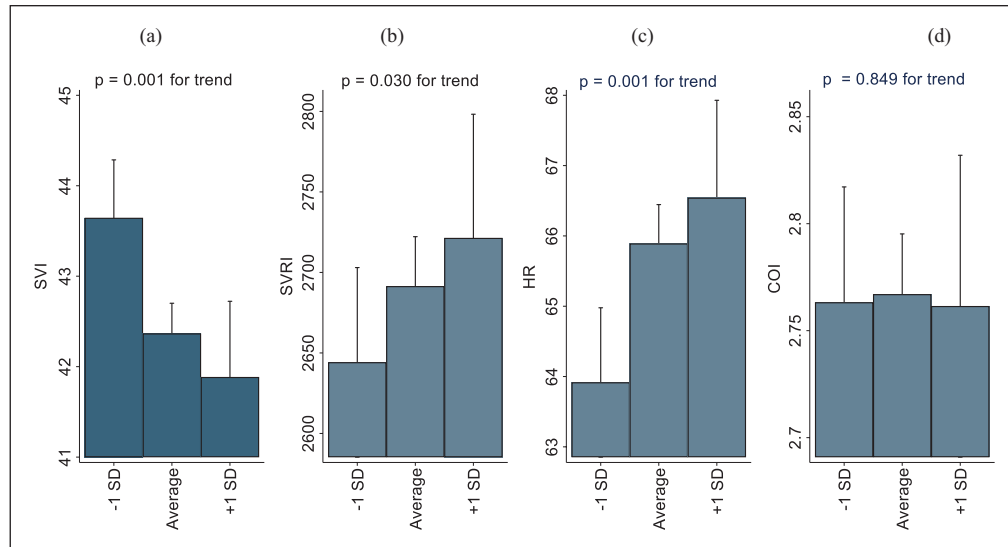 (a)
(b)
(c)
(d)
p = 0.001 for trend
p = 0.030 for trend
p = 0.001 for trend
p = 0.849 for trend
SVI
45
44
43
42
41
-1 SD
Average
+1 SD
SVRI
2800
2750
2700
2650
2600
-1 SD
Average
+1 SD
HR
68
67
66
65
64
63
-1 SD
Average
+1 SD
COI
2.85
2.8
2.75
2.7
-1 SD
Average
+1 SD